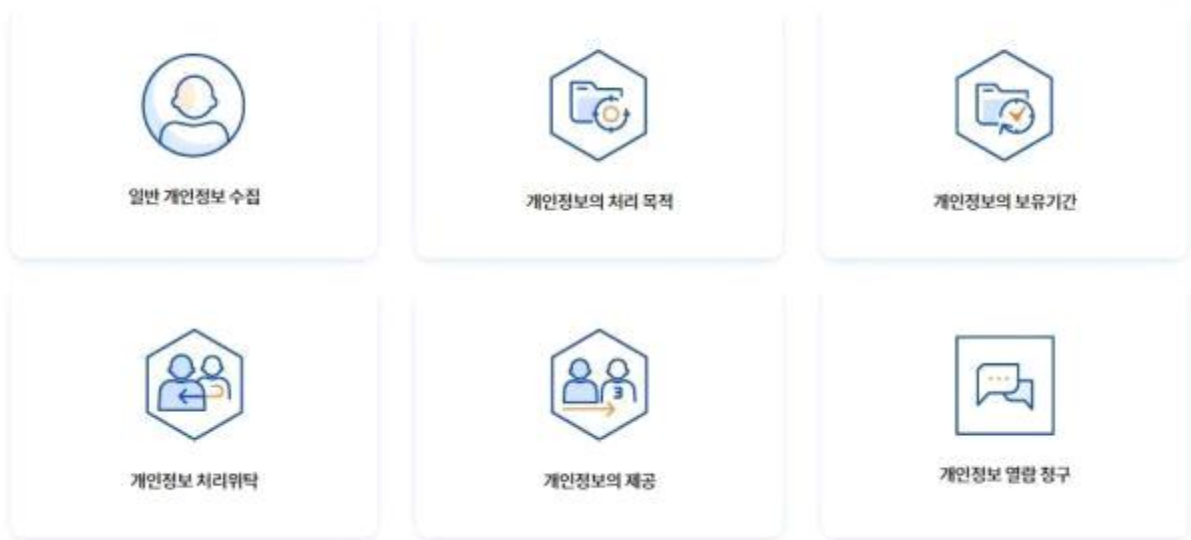 일반 개인정보 수집
개인정보의 처리 목적
개인정보의 보유기간
3
개인정보 처리위탁
개인정보의 제공
개인정보 열람 청구